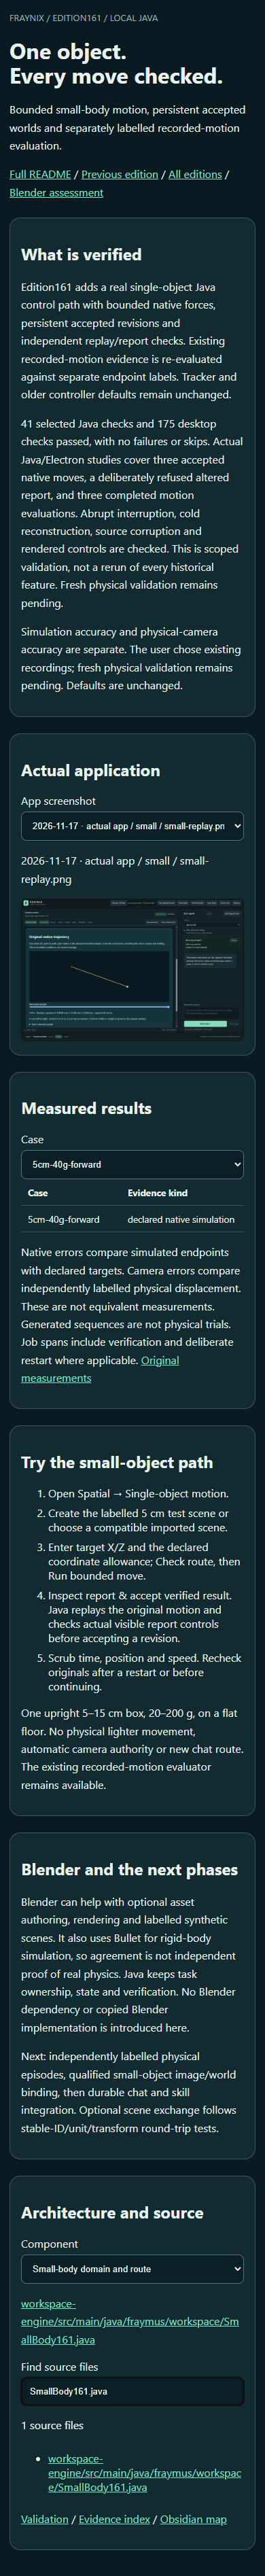 FRAYNIX / EDITION161 / LOCAL JAVA
One object.
Every move checked.
Bounded small-body motion, persistent accepted
worlds and separately labelled recorded-motion
evaluation.
Full README / Previous edition / All editions /
Blender assessment
What is verified
Edition161 adds a real single-object Java
control path with bounded native forces,
persistent accepted revisions and
independent replay/report checks. Existing
recorded-motion evidence is re-evaluated
against separate endpoint labels. Tracker and
older controller defaults remain unchanged.
41 selected Java checks and 175 desktop
checks passed, with no failures or skips. Actual
Java/Electron studies cover three accepted
native moves, a deliberately refused altered
report, and three completed motion
evaluations. Abrupt interruption, cold
reconstruction, source corruption and
rendered controls are checked. This is scoped
validation, not a rerun of every historical
feature. Fresh physical validation remains
pending.
Simulation accuracy and physical-camera
accuracy are separate. The user chose existing
recordings; fresh physical validation remains
pending. Defaults are unchanged.
Actual application
App screenshot
2026-11-17 · actual app / small / small-replay.pn
2026-11-17 · actual app / small / small-
replay.png
Original native trajectory
Measured results
Case
5cm-40g-forward
Case Evidence kind
5cm-40g-forward declared native simulation
Native errors compare simulated endpoints
with declared targets. Camera errors compare
independently labelled physical displacement.
These are not equivalent measurements.
Generated sequences are not physical trials.
Job spans include verification and deliberate
restart where applicable. Original
measurements
Try the small-object path
1. Open Spatial → Single-object motion.
2. Create the labelled 5 cm test scene or
choose a compatible imported scene.
3. Enter target X/Z and the declared
coordinate allowance; Check route, then
Run bounded move.
4. Inspect report & accept verified result.
Java replays the original motion and
checks actual visible report controls
before accepting a revision.
5. Scrub time, position and speed. Recheck
originals after a restart or before
continuing.
One upright 5–15 cm box, 20–200 g, on a flat
floor. No physical lighter movement,
automatic camera authority or new chat route.
The existing recorded-motion evaluator
remains available.
Blender and the next phases
Blender can help with optional asset
authoring, rendering and labelled synthetic
scenes. It also uses Bullet for rigid-body
simulation, so agreement is not independent
proof of real physics. Java keeps task
ownership, state and verification. No Blender
dependency or copied Blender
implementation is introduced here.
Next: independently labelled physical
episodes, qualified small-object image/world
binding, then durable chat and skill
integration. Optional scene exchange follows
stable-ID/unit/transform round-trip tests.
Architecture and source
Component
Small-body domain and route
workspace-
engine/src/main/java/fraymus/workspace/Sm
allBody161.java
Find source files
SmallBody161.java
1 source files
workspace-
engine/src/main/java/fraymus/workspac
e/SmallBody161.java
Validation / Evidence index / Obsidian map